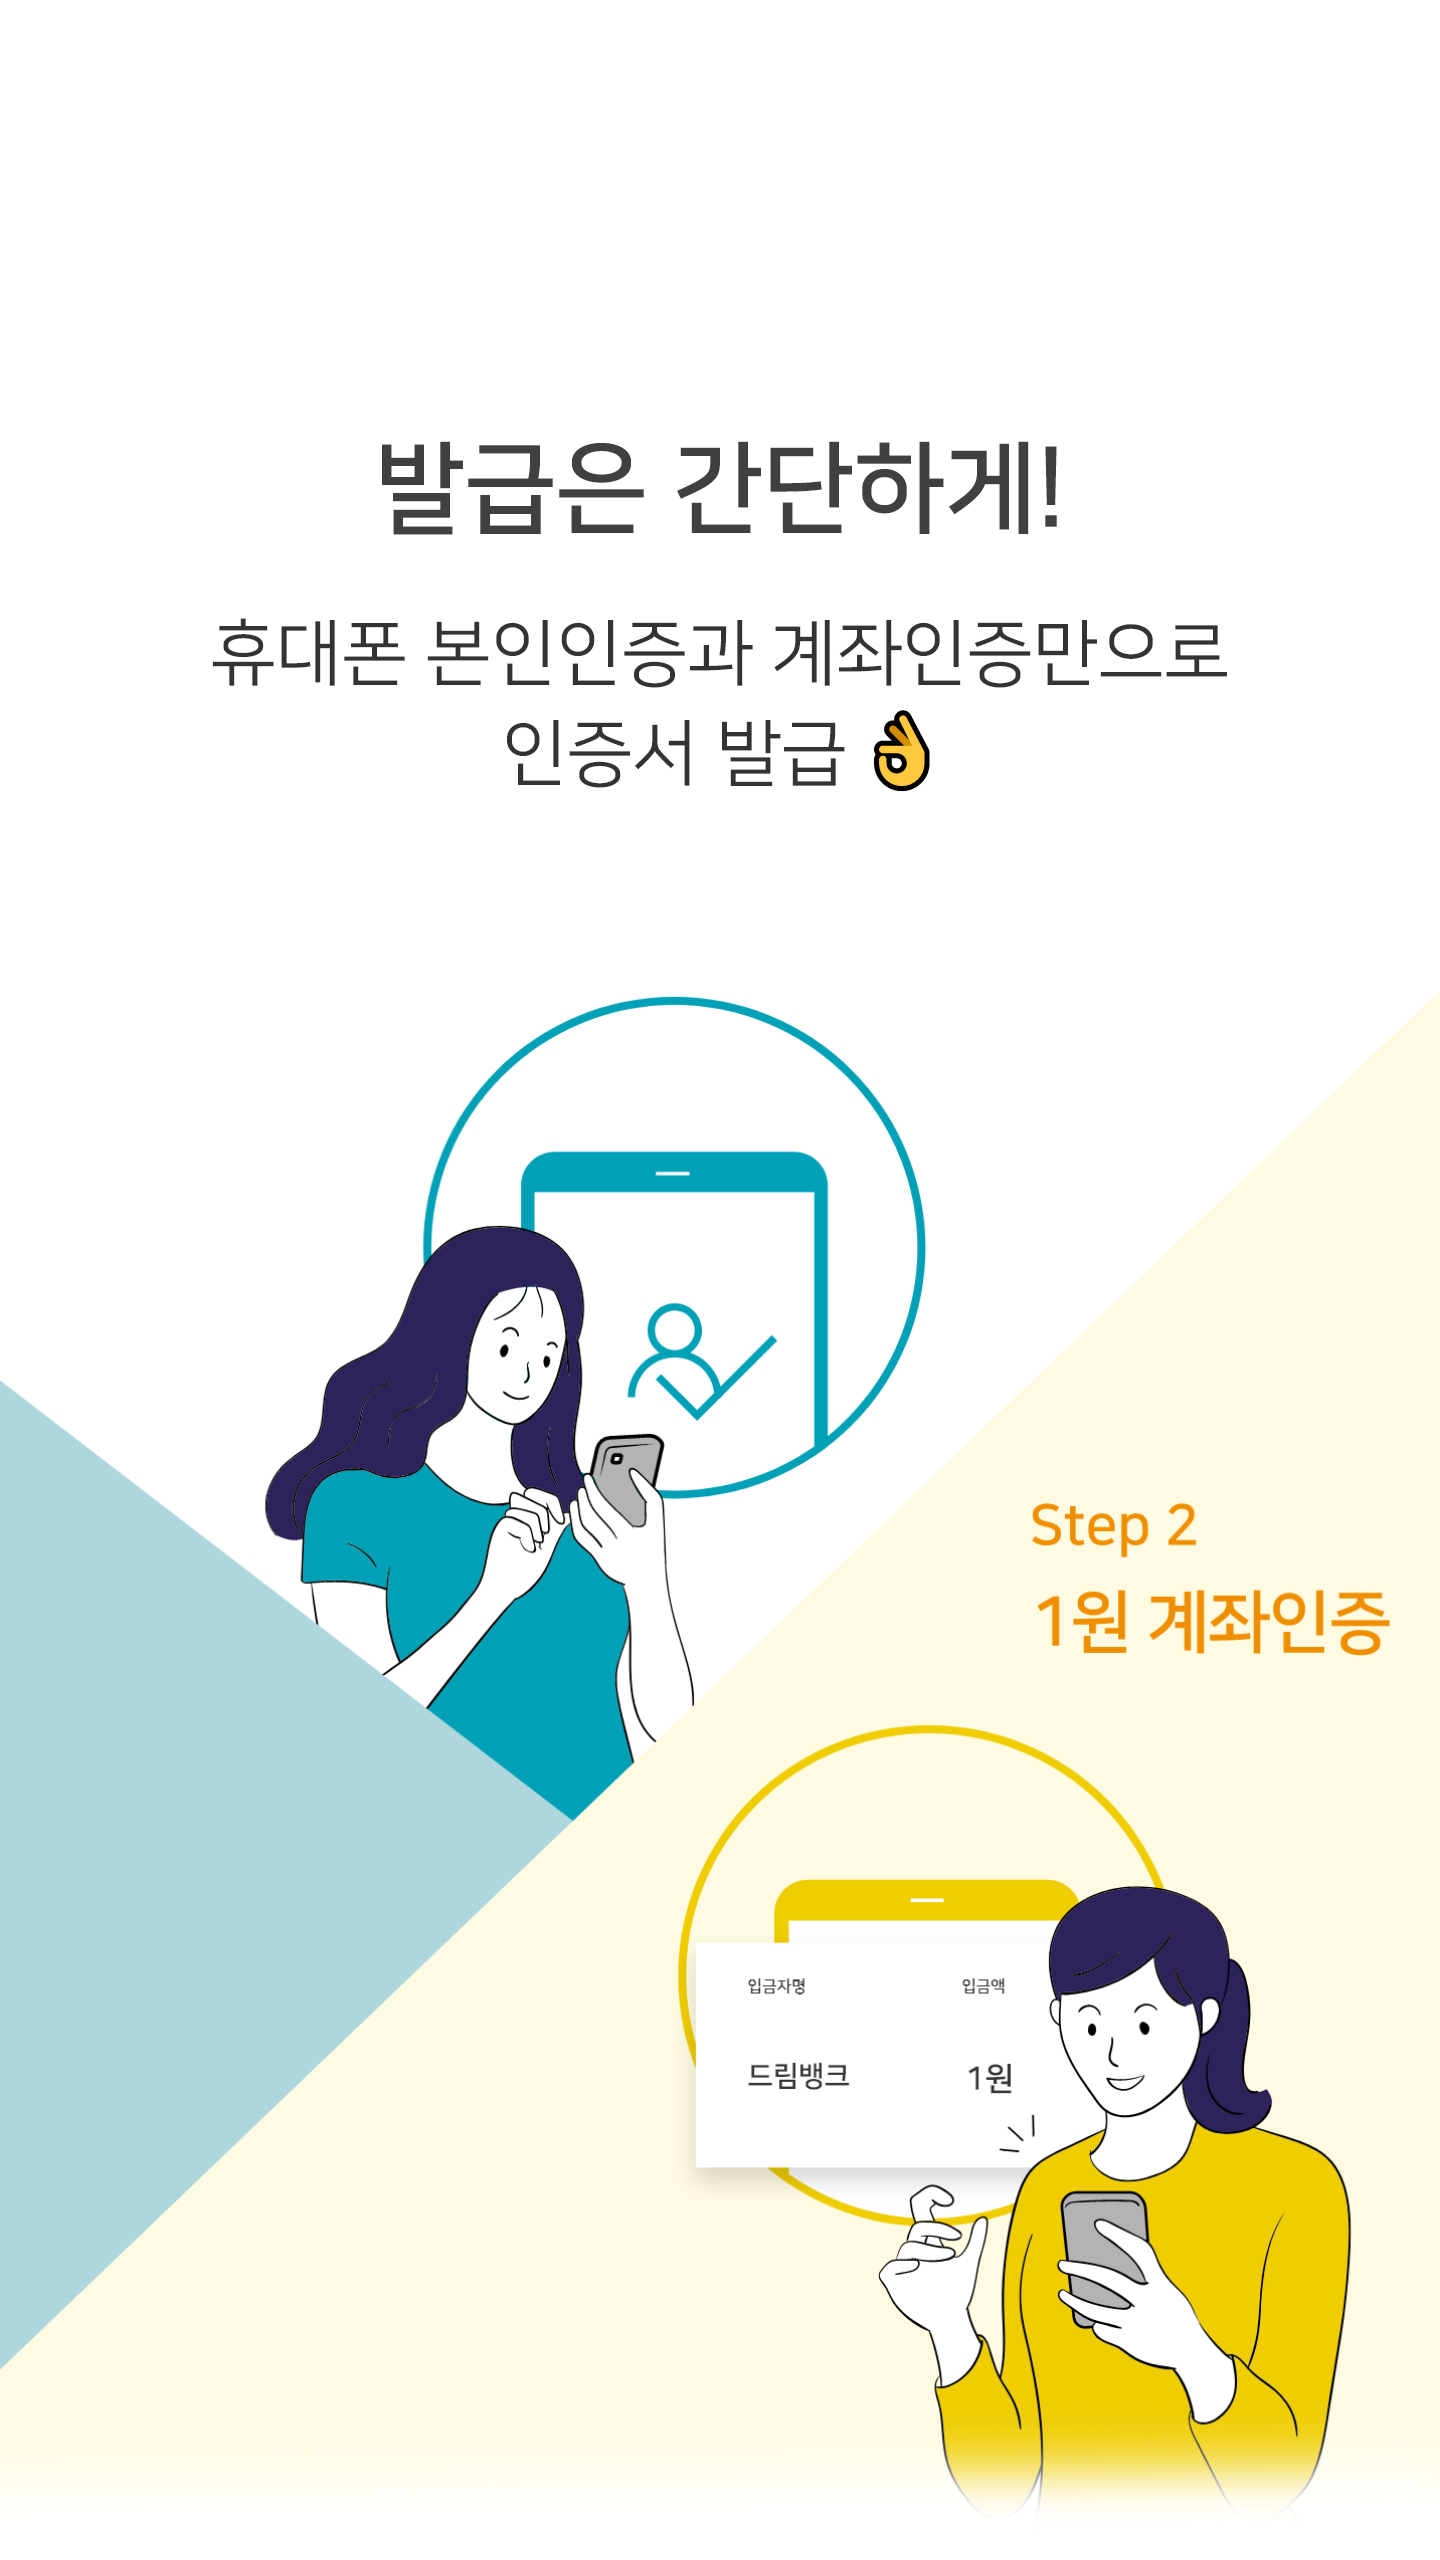 발급은 간단하게!
휴대폰 본인인증과 계좌인증만으로
인증서 발급 👌
Step 2
1원 계좌인증
입금자명 입금액
드림뱅크 1원